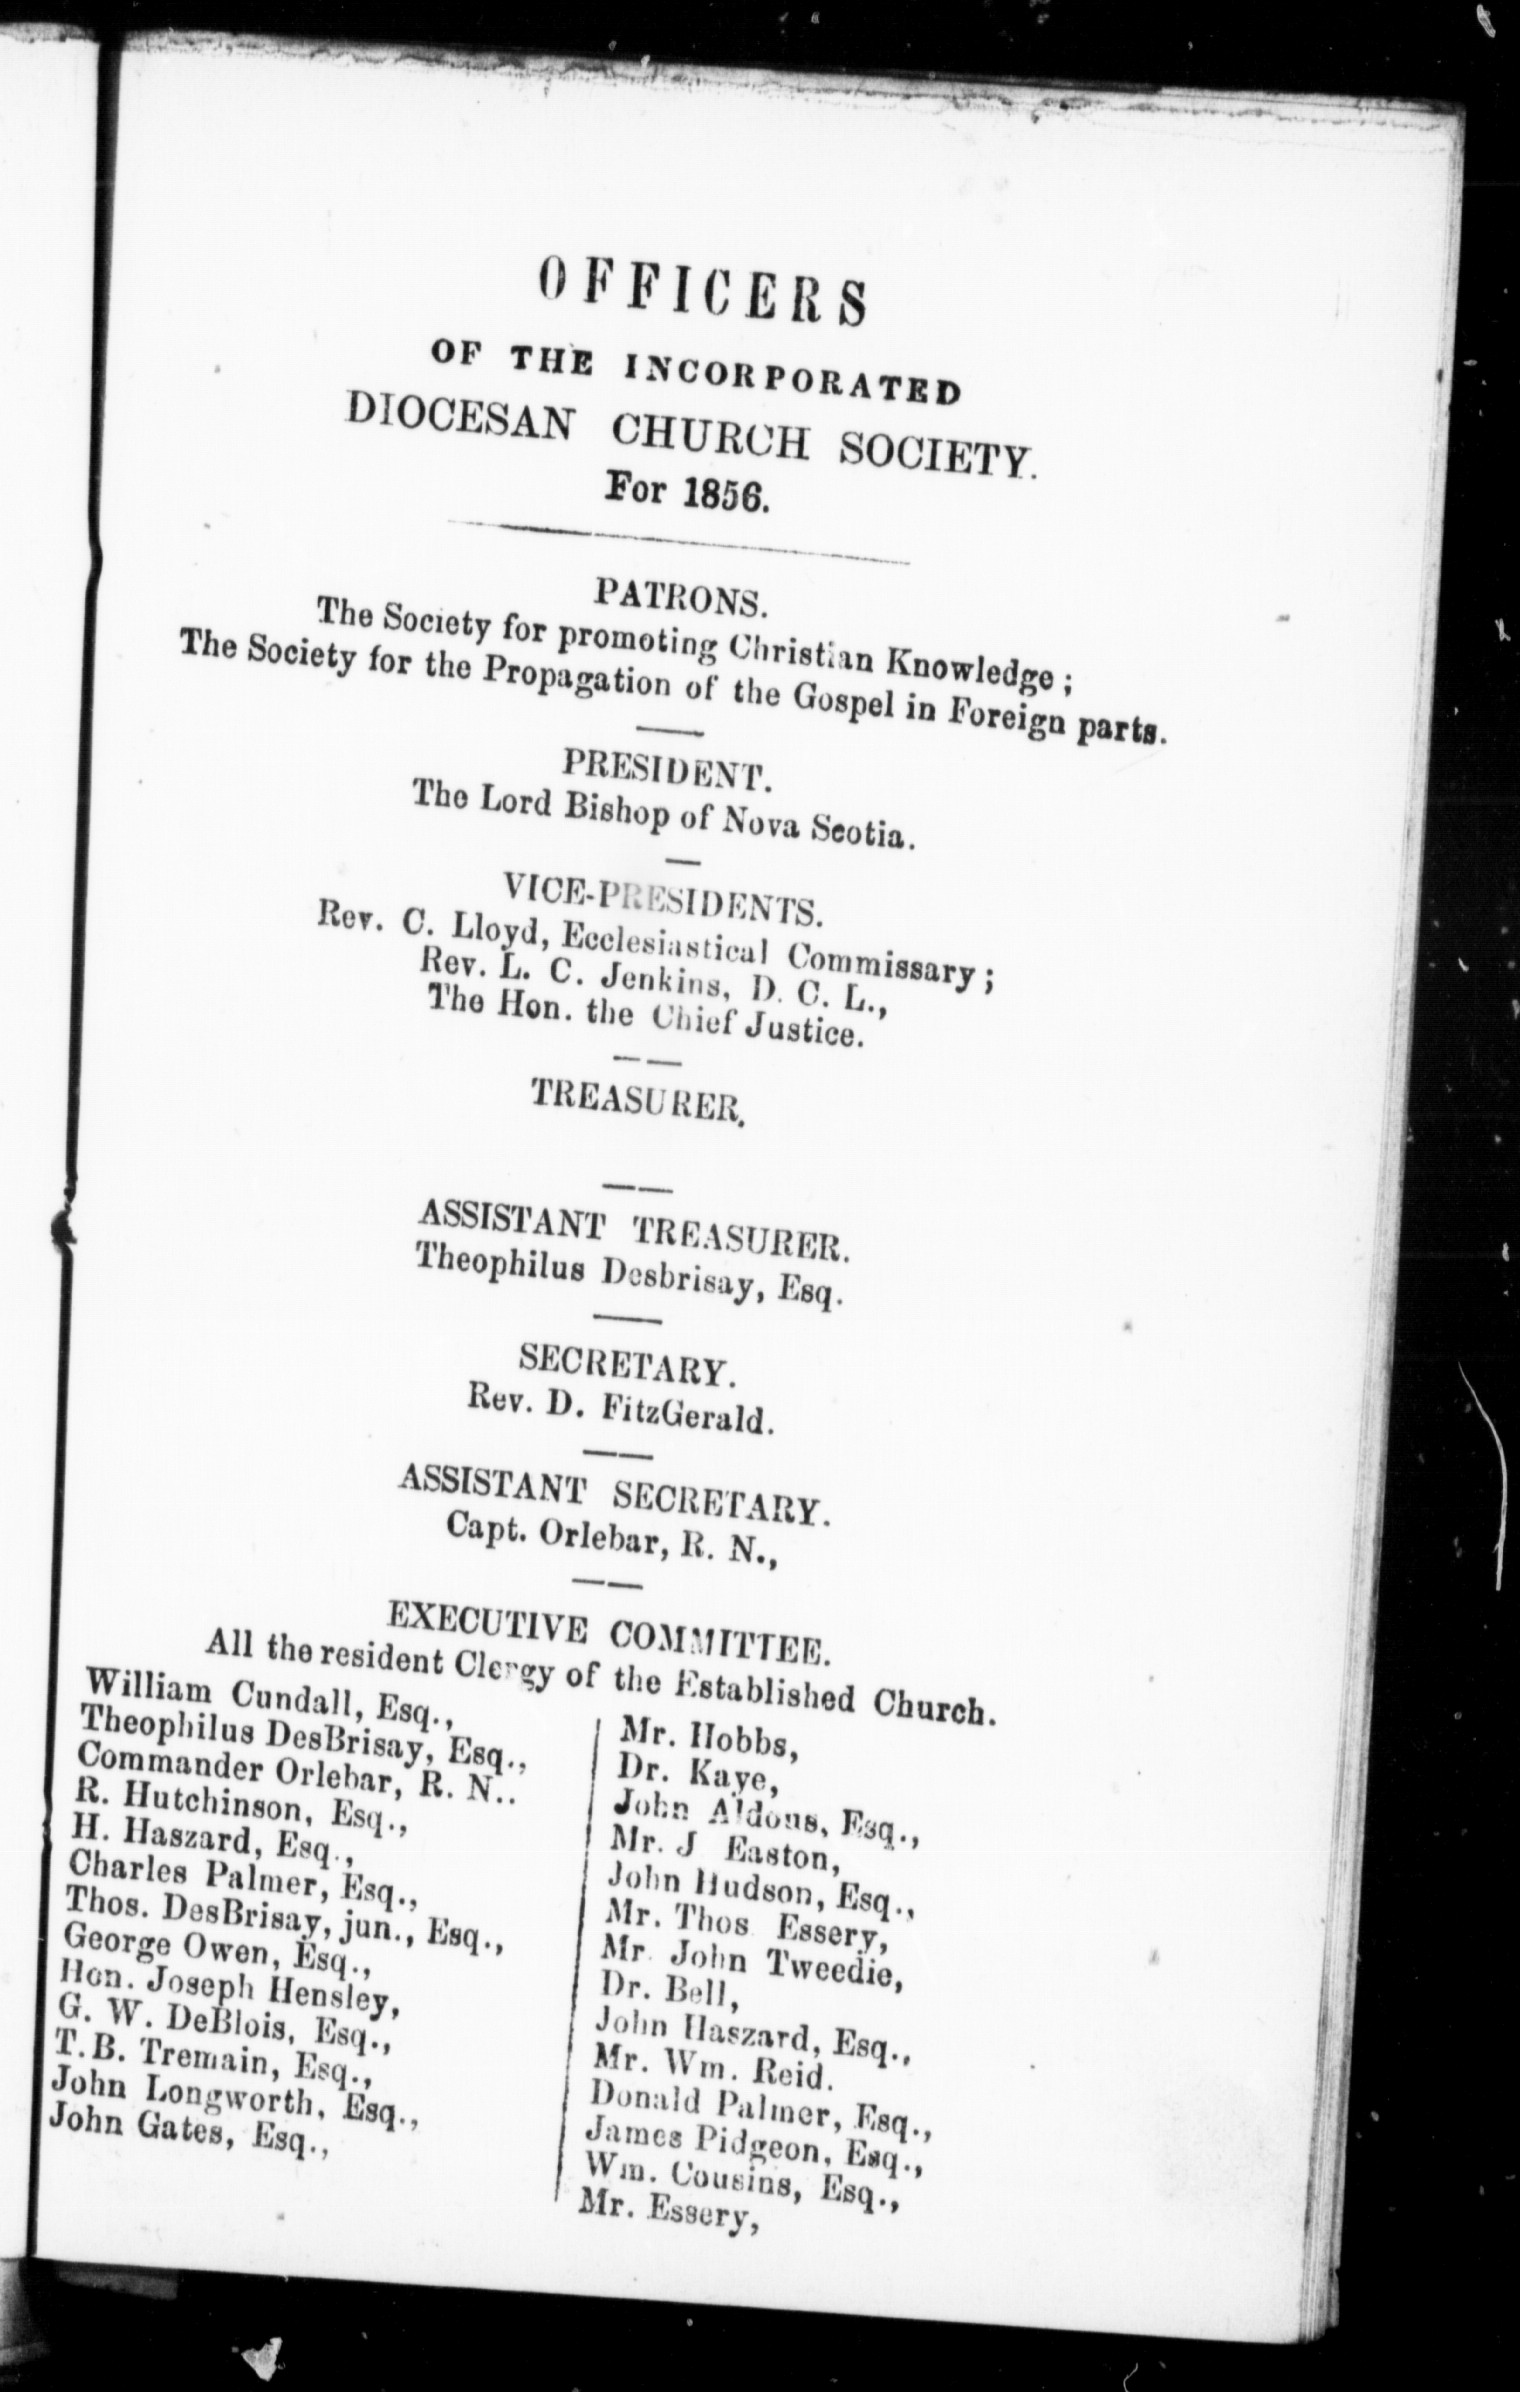 OFFICERS
OF THE INCORPORATED
DIOCESAN CHURCH SOCIETY.
For 1856.
PATRONS.
The Society for promoting Christian Knowledge;
The Society for the Propagation of the Gospel in Foreign parts.
PRESIDENT.
The Lord Bishop of Nova Scotia.
VICE-PRESIDENTS.
Rev. C. Lloyd, Ecclesiastical Commissary;
Rev. L. C. Jenkins, D. C. L.,
The Hon. the Chief Justice.
TREASURER.
ASSISTANT TREASURER.
Theophilus Desbrisay, Esq.
SECRETARY.
Rev. D. FitzGerald.
ASSISTANT SECRETARY.
Capt. Orlebar, R. N.,
EXECUTIVE COMMITTEE.
All the resident Clergy of the Established Church.
William Cundall, Esq.,
Theophilus DesBrisay, Esq.,
Commander Orlebar, R. N..
R. Hutchinson, Esq.,
H. Haszard, Esq.,
Charles Palmer, Esq.,
Thos. DesBrisay, jun., Esq.,
George Owen, Esq.,
Hon. Joseph Hensley,
G. W. DeBlois, Esq.,
T. B. Tremain, Esq.,
John Longworth, Esq.,
John Gates, Esq.,
Mr. Hobbs,
Dr. Kaye,
John Aldous, Esq.,
Mr. J Easton,
John Hudson, Esq.,
Mr. Thos Essery,
Mr. John Tweedie,
Dr. Bell,
John Haszard, Esq.,
Mr. Wm. Reid.
Donald Palmer, Esq.,
James Pidgeon, Esq.,
Wm. Cousins, Esq.,
Mr. Essery,